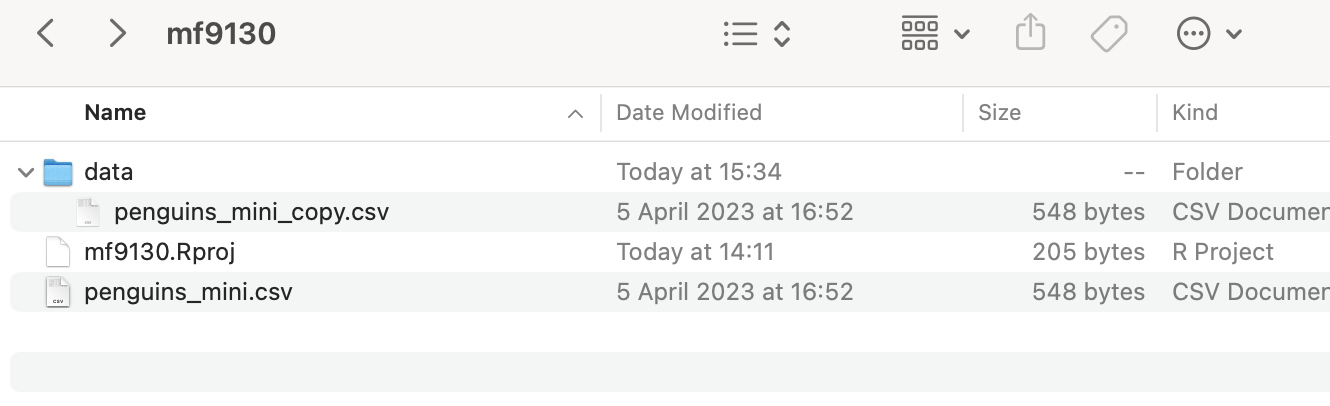 mf9130
Name Date Modified Size Kind
data Today at 15:34 -- Folder
penguins_mini_copy.csv 5 April 2023 at 16:52 548 bytes CSV Documen
mf9130.Rproj Today at 14:11 205 bytes R Project
penguins_mini.csv 5 April 2023 at 16:52 548 bytes CSV Documen